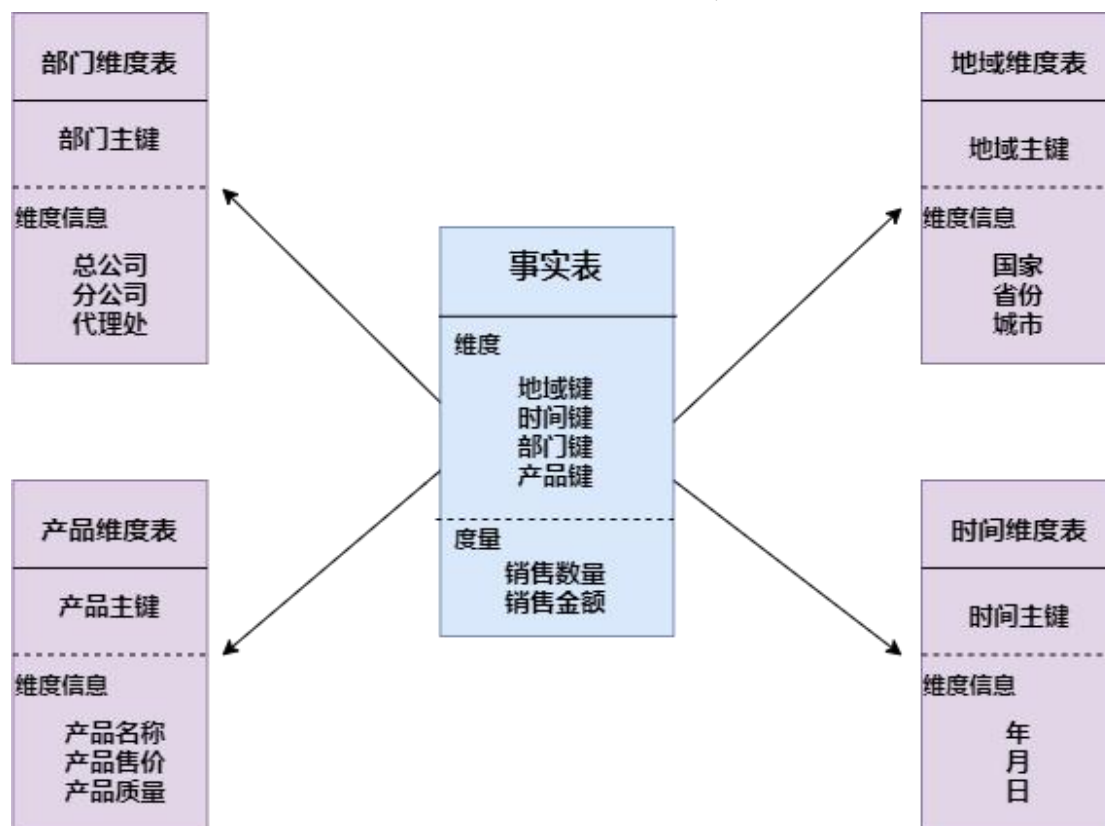 部门维度表
部门主键
维度信息
总公司
分公司
代理处
地域维度表
地域主键
维度信息
国家
省份
城市
事实表
维度
地域键
时间键
部门键
产品键
度量
销售数量
销售金额
产品维度表
产品主键
维度信息
产品名称
产品售价
产品质量
时间维度表
时间主键
维度信息
年
月
日